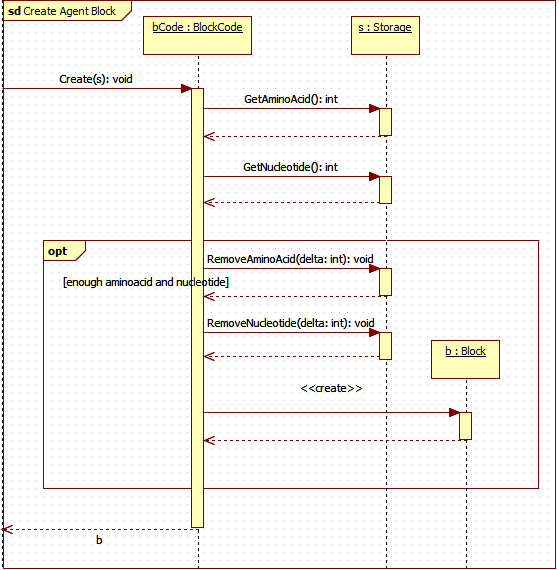 sd Create Agent Block
bCode : BlockCode
s : Storage
Create(s): void
GetAminoAcid(): int
GetNucleotide(): int
opt
RemoveAminoAcid(delta: int): void
[enough aminoacid and nucleotide]
RemoveNucleotide(delta: int): void
b : Block
<<create>>
b